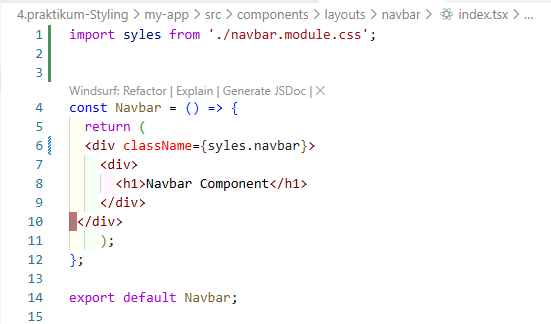 4.praktikum-Styling > my-app > src > components > layouts > navbar > index.tsx > ...
1 import syles from './navbar.module.css';
2
3
Windsurf: Refactor | Explain | Generate JSDoc | X
4 const Navbar = () => {
5   return (
6   <div className={syles.navbar}>
7     <div>
8       <h1>Navbar Component</h1>
9     </div>
10  </div>
11     );
12 };
13
14 export default Navbar;
15